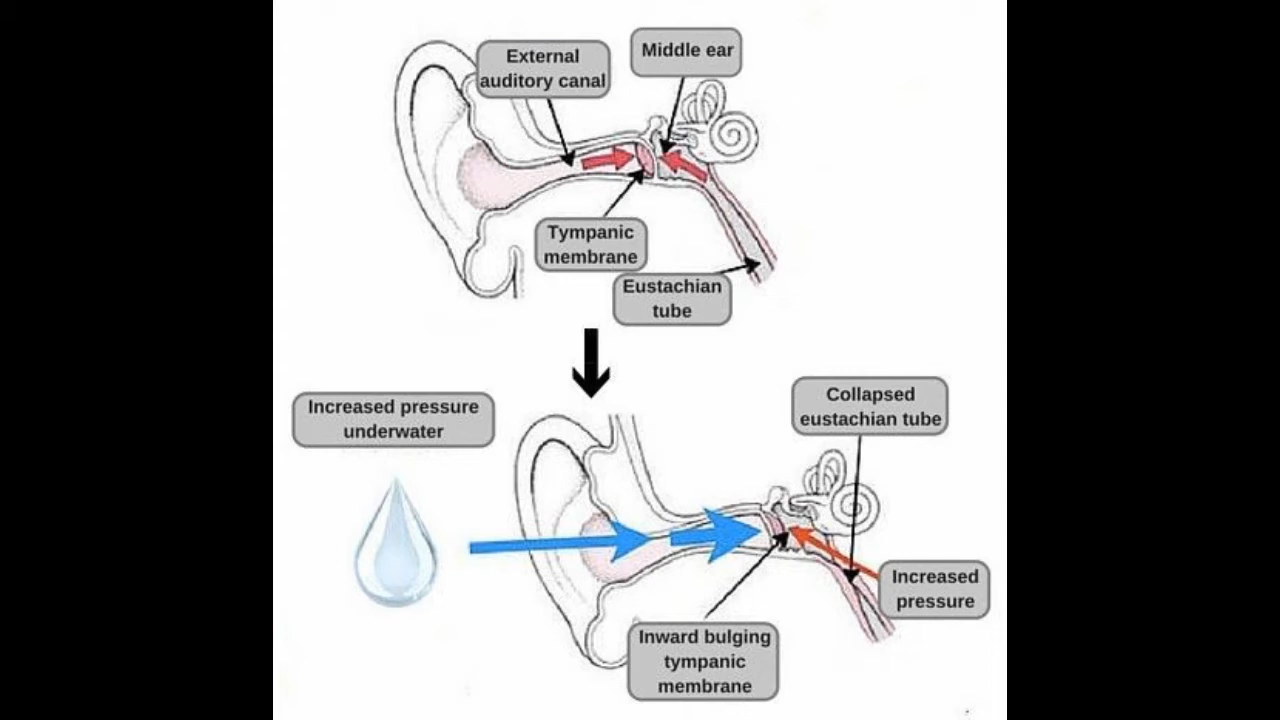 External
auditory canal
Middle ear
Tympanic
membrane
Eustachian
tube
Increased pressure
underwater
Collapsed
eustachian tube
Increased
pressure
Inward bulging
tympanic
membrane